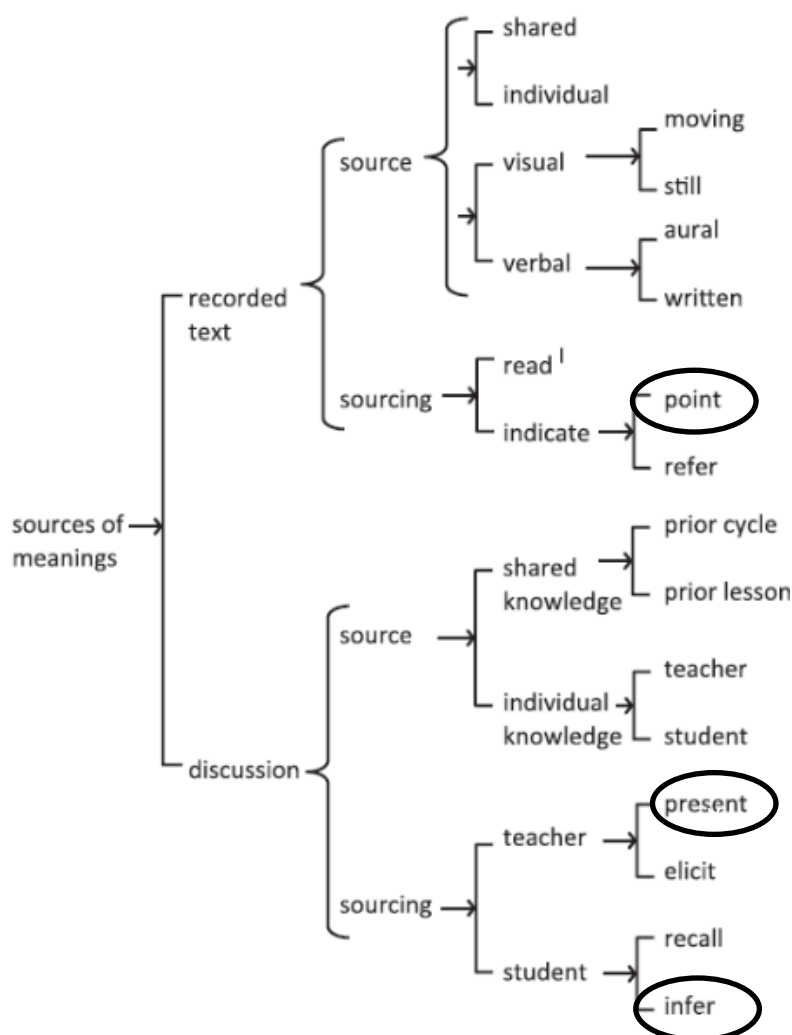 shared
individual
source
visual
moving
still
verbal
aural
written
recorded
text
sourcing
read I
indicate
point
refer
sources of
meanings
source
shared
knowledge
prior cycle
prior lesson
individual
knowledge
teacher
student
discussion
sourcing
teacher
present
elicit
student
recall
infer